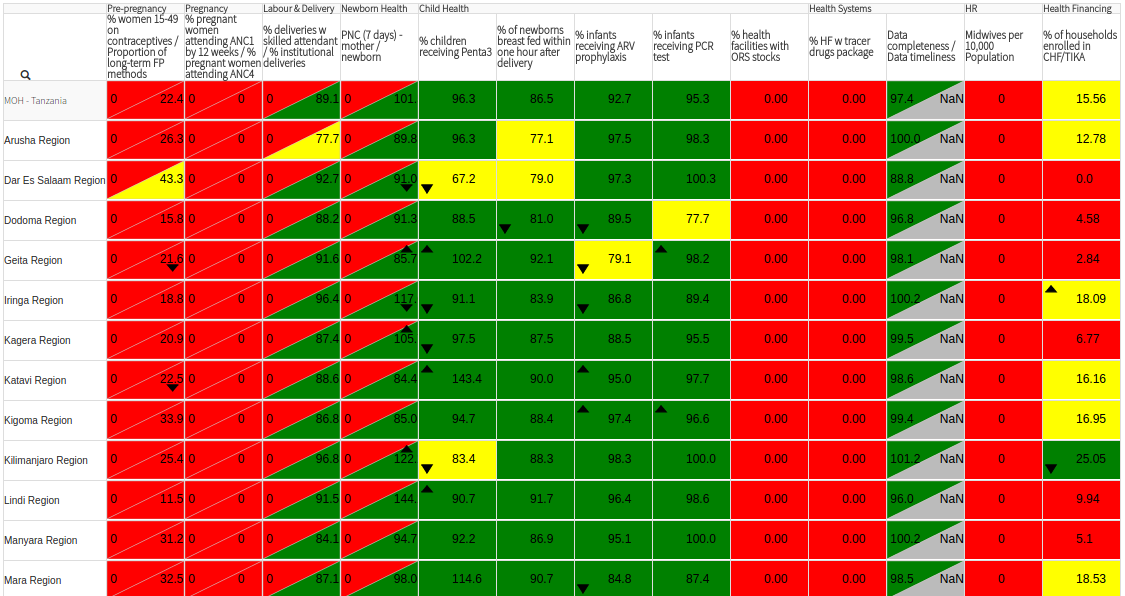 Pre-pregnancy Pregnancy Labour & Delivery Newborn Health Child Health Health Systems HR Health Financing
% women 15-49 on contraceptives / Proportion of long-term FP methods
% pregnant women attending ANC1 by 12 weeks / % pregnant women attending ANC4
% deliveries w skilled attendant / % institutional deliveries
PNC (7 days) - mother / newborn
% children receiving Penta3
% of newborns breast fed within one hour after delivery
% infants receiving ARV prophylaxis
% infants receiving PCR test
% health facilities with ORS stocks
% HF w tracer drugs package
Data completeness / Data timeliness
Midwives per 10,000 Population
% of households enrolled in CHF/TIKA
MOH - Tanzania 0 22.4 0 0 0 89.1 0 101. 96.3 86.5 92.7 95.3 0.00 0.00 97.4 NaN 0 15.56
Arusha Region 0 26.3 0 0 0 77.7 0 89.8 96.3 77.1 97.5 98.3 0.00 0.00 100.0 NaN 0 12.78
Dar Es Salaam Region 0 43.3 0 0 0 92.7 0 91.0 67.2 79.0 97.3 100.3 0.00 0.00 88.8 NaN 0 0.0
Dodoma Region 0 15.8 0 0 0 88.2 0 91.3 88.5 81.0 89.5 77.7 0.00 0.00 96.8 NaN 0 4.58
Geita Region 0 21.6 0 0 0 91.6 0 85.7 102.2 92.1 79.1 98.2 0.00 0.00 98.1 NaN 0 2.84
Iringa Region 0 18.8 0 0 0 96.4 0 117. 91.1 83.9 86.8 89.4 0.00 0.00 100.2 NaN 0 18.09
Kagera Region 0 20.9 0 0 0 87.4 0 105. 97.5 87.5 88.5 95.5 0.00 0.00 99.5 NaN 0 6.77
Katavi Region 0 22.5 0 0 0 88.6 0 84.4 143.4 90.0 95.0 97.7 0.00 0.00 98.6 NaN 0 16.16
Kigoma Region 0 33.9 0 0 0 86.8 0 85.0 94.7 88.4 97.4 96.6 0.00 0.00 99.4 NaN 0 16.95
Kilimanjaro Region 0 25.4 0 0 0 96.8 0 122. 83.4 88.3 98.3 100.0 0.00 0.00 101.2 NaN 0 25.05
Lindi Region 0 11.5 0 0 0 91.5 0 144. 90.7 91.7 96.4 98.6 0.00 0.00 96.0 NaN 0 9.94
Manyara Region 0 31.2 0 0 0 84.1 0 94.7 92.2 86.9 95.1 100.0 0.00 0.00 100.2 NaN 0 5.1
Mara Region 0 32.5 0 0 0 87.1 0 98.0 114.6 90.7 84.8 87.4 0.00 0.00 98.5 NaN 0 18.53